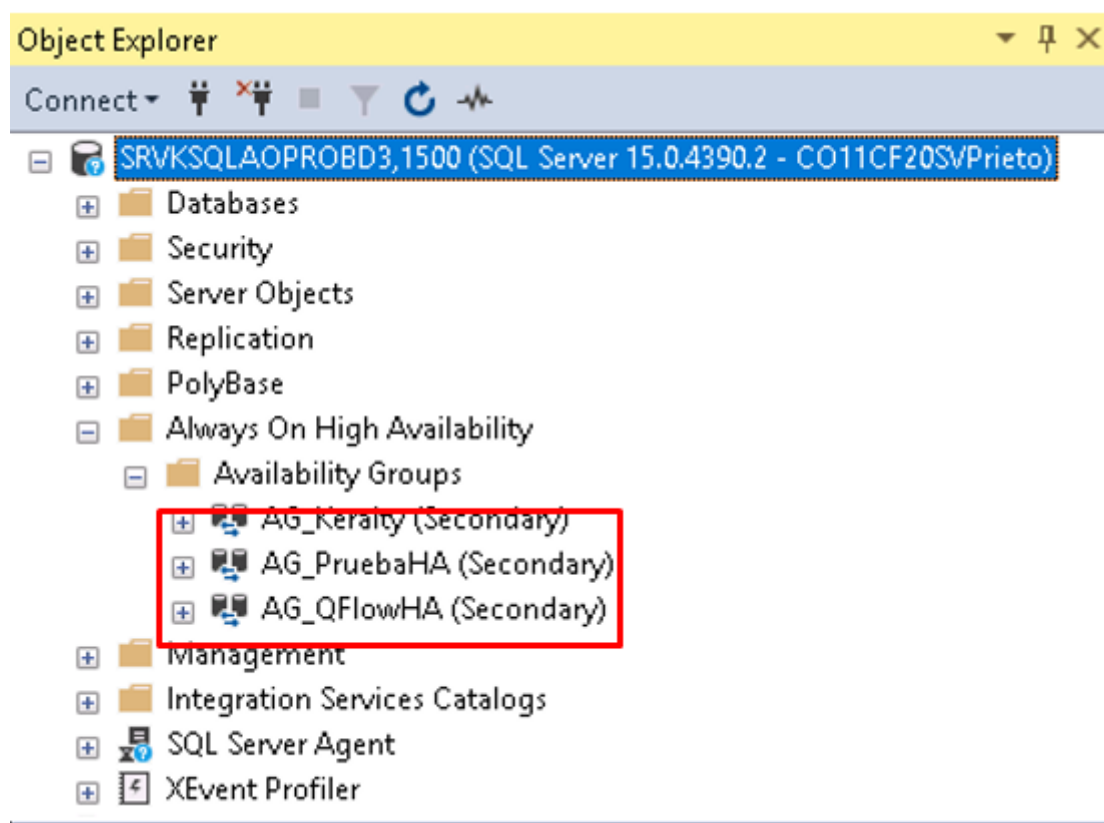 Object Explorer
Connect
SRVKSQLAOPROBD3,1500 (SQL Server 15.0.4390.2 - CO11CF20SVPrieto)
Databases
Security
Server Objects
Replication
PolyBase
Always On High Availability
Availability Groups
AG_Keralty (Secondary)
AG_PruebaHA (Secondary)
AG_QFlowHA (Secondary)
Management
Integration Services Catalogs
SQL Server Agent
XEvent Profiler